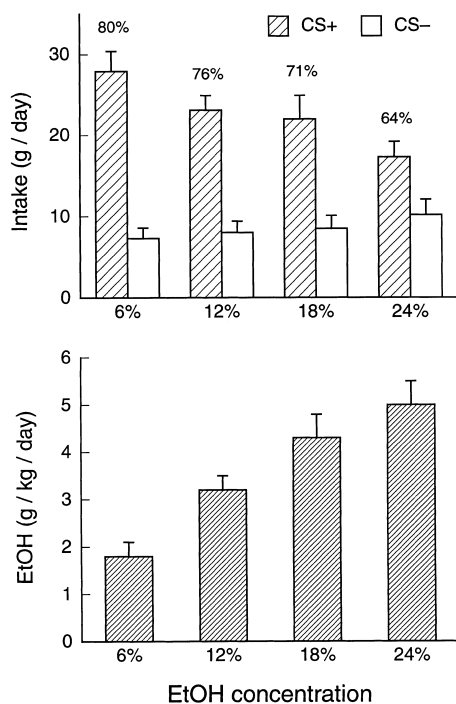 CS+ CS–
80%
76%
71%
64%
Intake (g / day)
30
20
10
0
6% 12% 18% 24%
EtOH (g / kg / day)
6
5
4
3
2
1
0
6% 12% 18% 24%
EtOH concentration